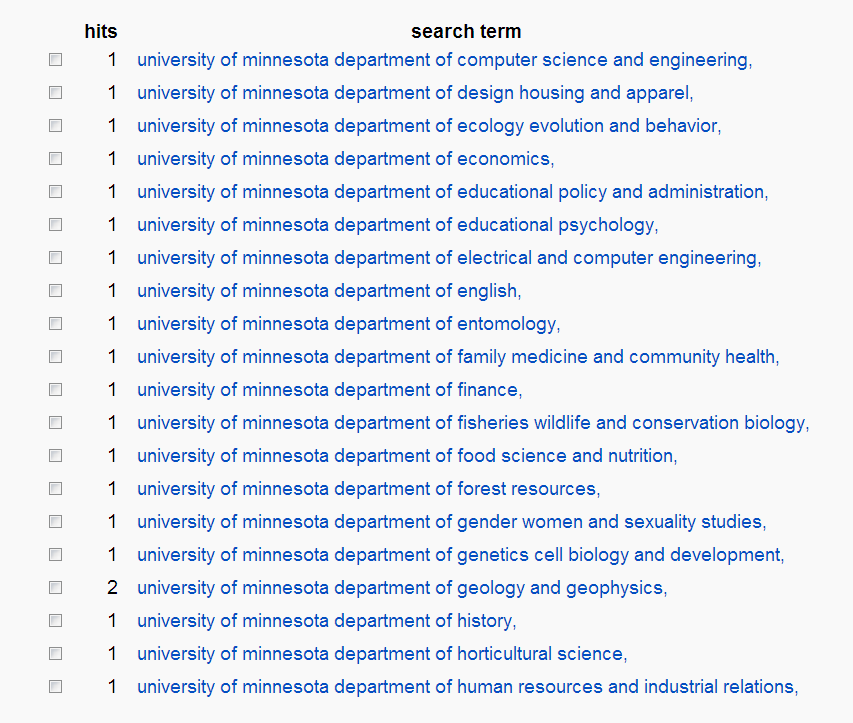 hits search term
1 university of minnesota department of computer science and engineering,
1 university of minnesota department of design housing and apparel,
1 university of minnesota department of ecology evolution and behavior,
1 university of minnesota department of economics,
1 university of minnesota department of educational policy and administration,
1 university of minnesota department of educational psychology,
1 university of minnesota department of electrical and computer engineering,
1 university of minnesota department of english,
1 university of minnesota department of entomology,
1 university of minnesota department of family medicine and community health,
1 university of minnesota department of finance,
1 university of minnesota department of fisheries wildlife and conservation biology,
1 university of minnesota department of food science and nutrition,
1 university of minnesota department of forest resources,
1 university of minnesota department of gender women and sexuality studies,
1 university of minnesota department of genetics cell biology and development,
2 university of minnesota department of geology and geophysics,
1 university of minnesota department of history,
1 university of minnesota department of horticultural science,
1 university of minnesota department of human resources and industrial relations,